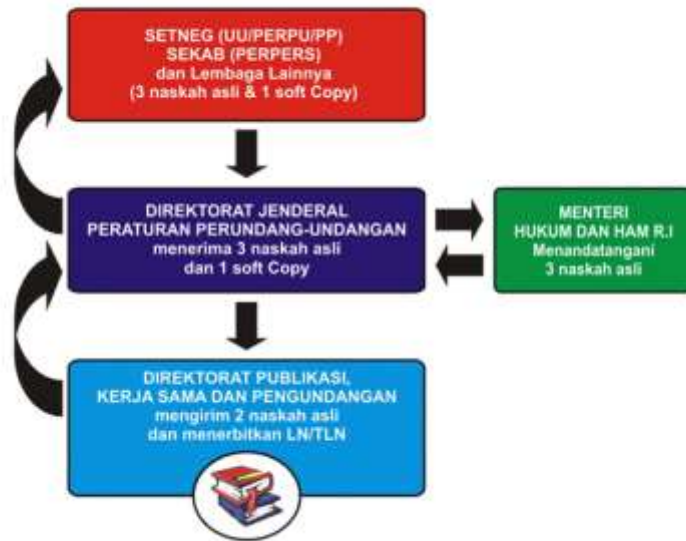 SETNEG (UU/PERPU/PP)
SEKAB (PERPERS)
dan Lembaga Lainnya
(3 naskah asli & 1 soft Copy)
DIREKTORAT JENDERAL
PERATURAN PERUNDANG-UNDANGAN
menerima 3 naskah asli
dan 1 soft Copy
MENTERI
HUKUM DAN HAM R.I
Menandatangani
3 naskah asli
DIREKTORAT PUBLIKASI,
KERJA SAMA DAN PENGUNDANGAN
mengirim 2 naskah asli
dan menerbitkan LN/TLN